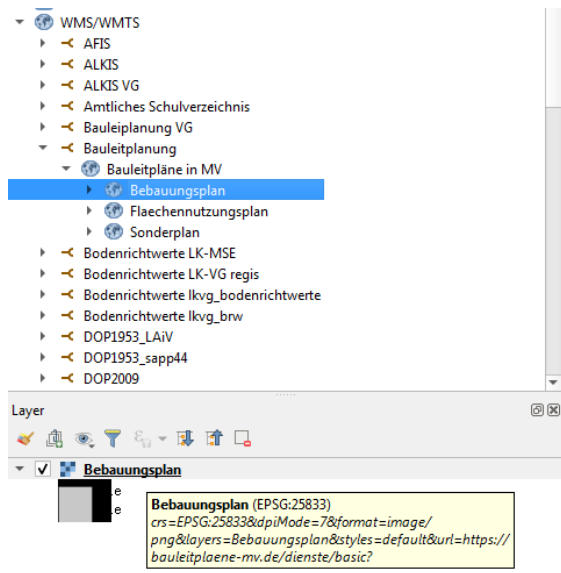 WMS/WMTS
AFIS
ALKIS
ALKIS VG
Amtliches Schulverzeichnis
Bauleiplanung VG
Bauleitplanung
Bauleitpläne in MV
Bebauungsplan
Flaechennutzungsplan
Sonderplan
Bodenrichtwerte LK-MSE
Bodenrichtwerte LK-VG regis
Bodenrichtwerte lkvg_bodenrichtwerte
Bodenrichtwerte lkvg_brw
DOP1953_LAiV
DOP1953_sapp44
DOP2009
Layer
Bebauungsplan
e
e
Bebauungsplan (EPSG:25833)
crs=EPSG:25833&dpiMode=7&format=image/
png&layers=Bebauungsplan&styles=default&url=https://
bauleitplaene-mv.de/dienste/basic?